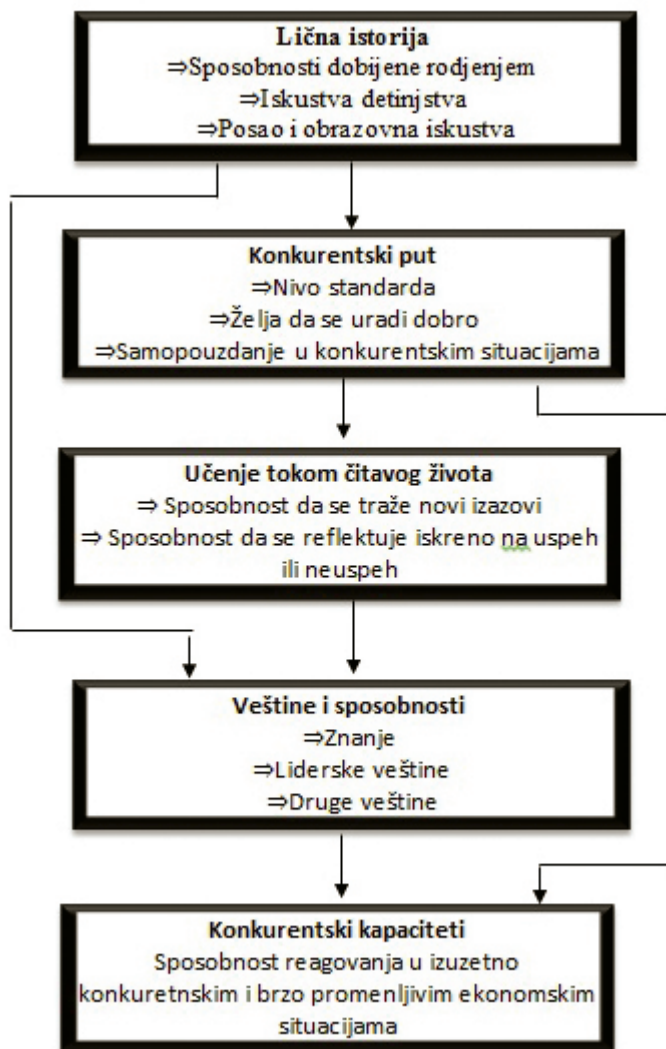 Lična istorija
⇒Sposobnosti dobijene rodjenjem
⇒Iskustva detinjstva
⇒Posao i obrazovna iskustva
Konkurentski put
⇒Nivo standarda
⇒Želja da se uradi dobro
⇒Samopouzdanje u konkurentskim situacijama
Učenje tokom čitavog života
⇒ Sposobnost da se traže novi izazovi
⇒ Sposobnost da se reflektuje iskreno na uspeh
ili neuspeh
Veštine i sposobnosti
⇒Znanje
⇒Liderske veštine
⇒Druge veštine
Konkurentski kapaciteti
Sposobnost reagovanja u izuzetno
konkuretnskim i brzo promenljivim ekonomskim
situacijama